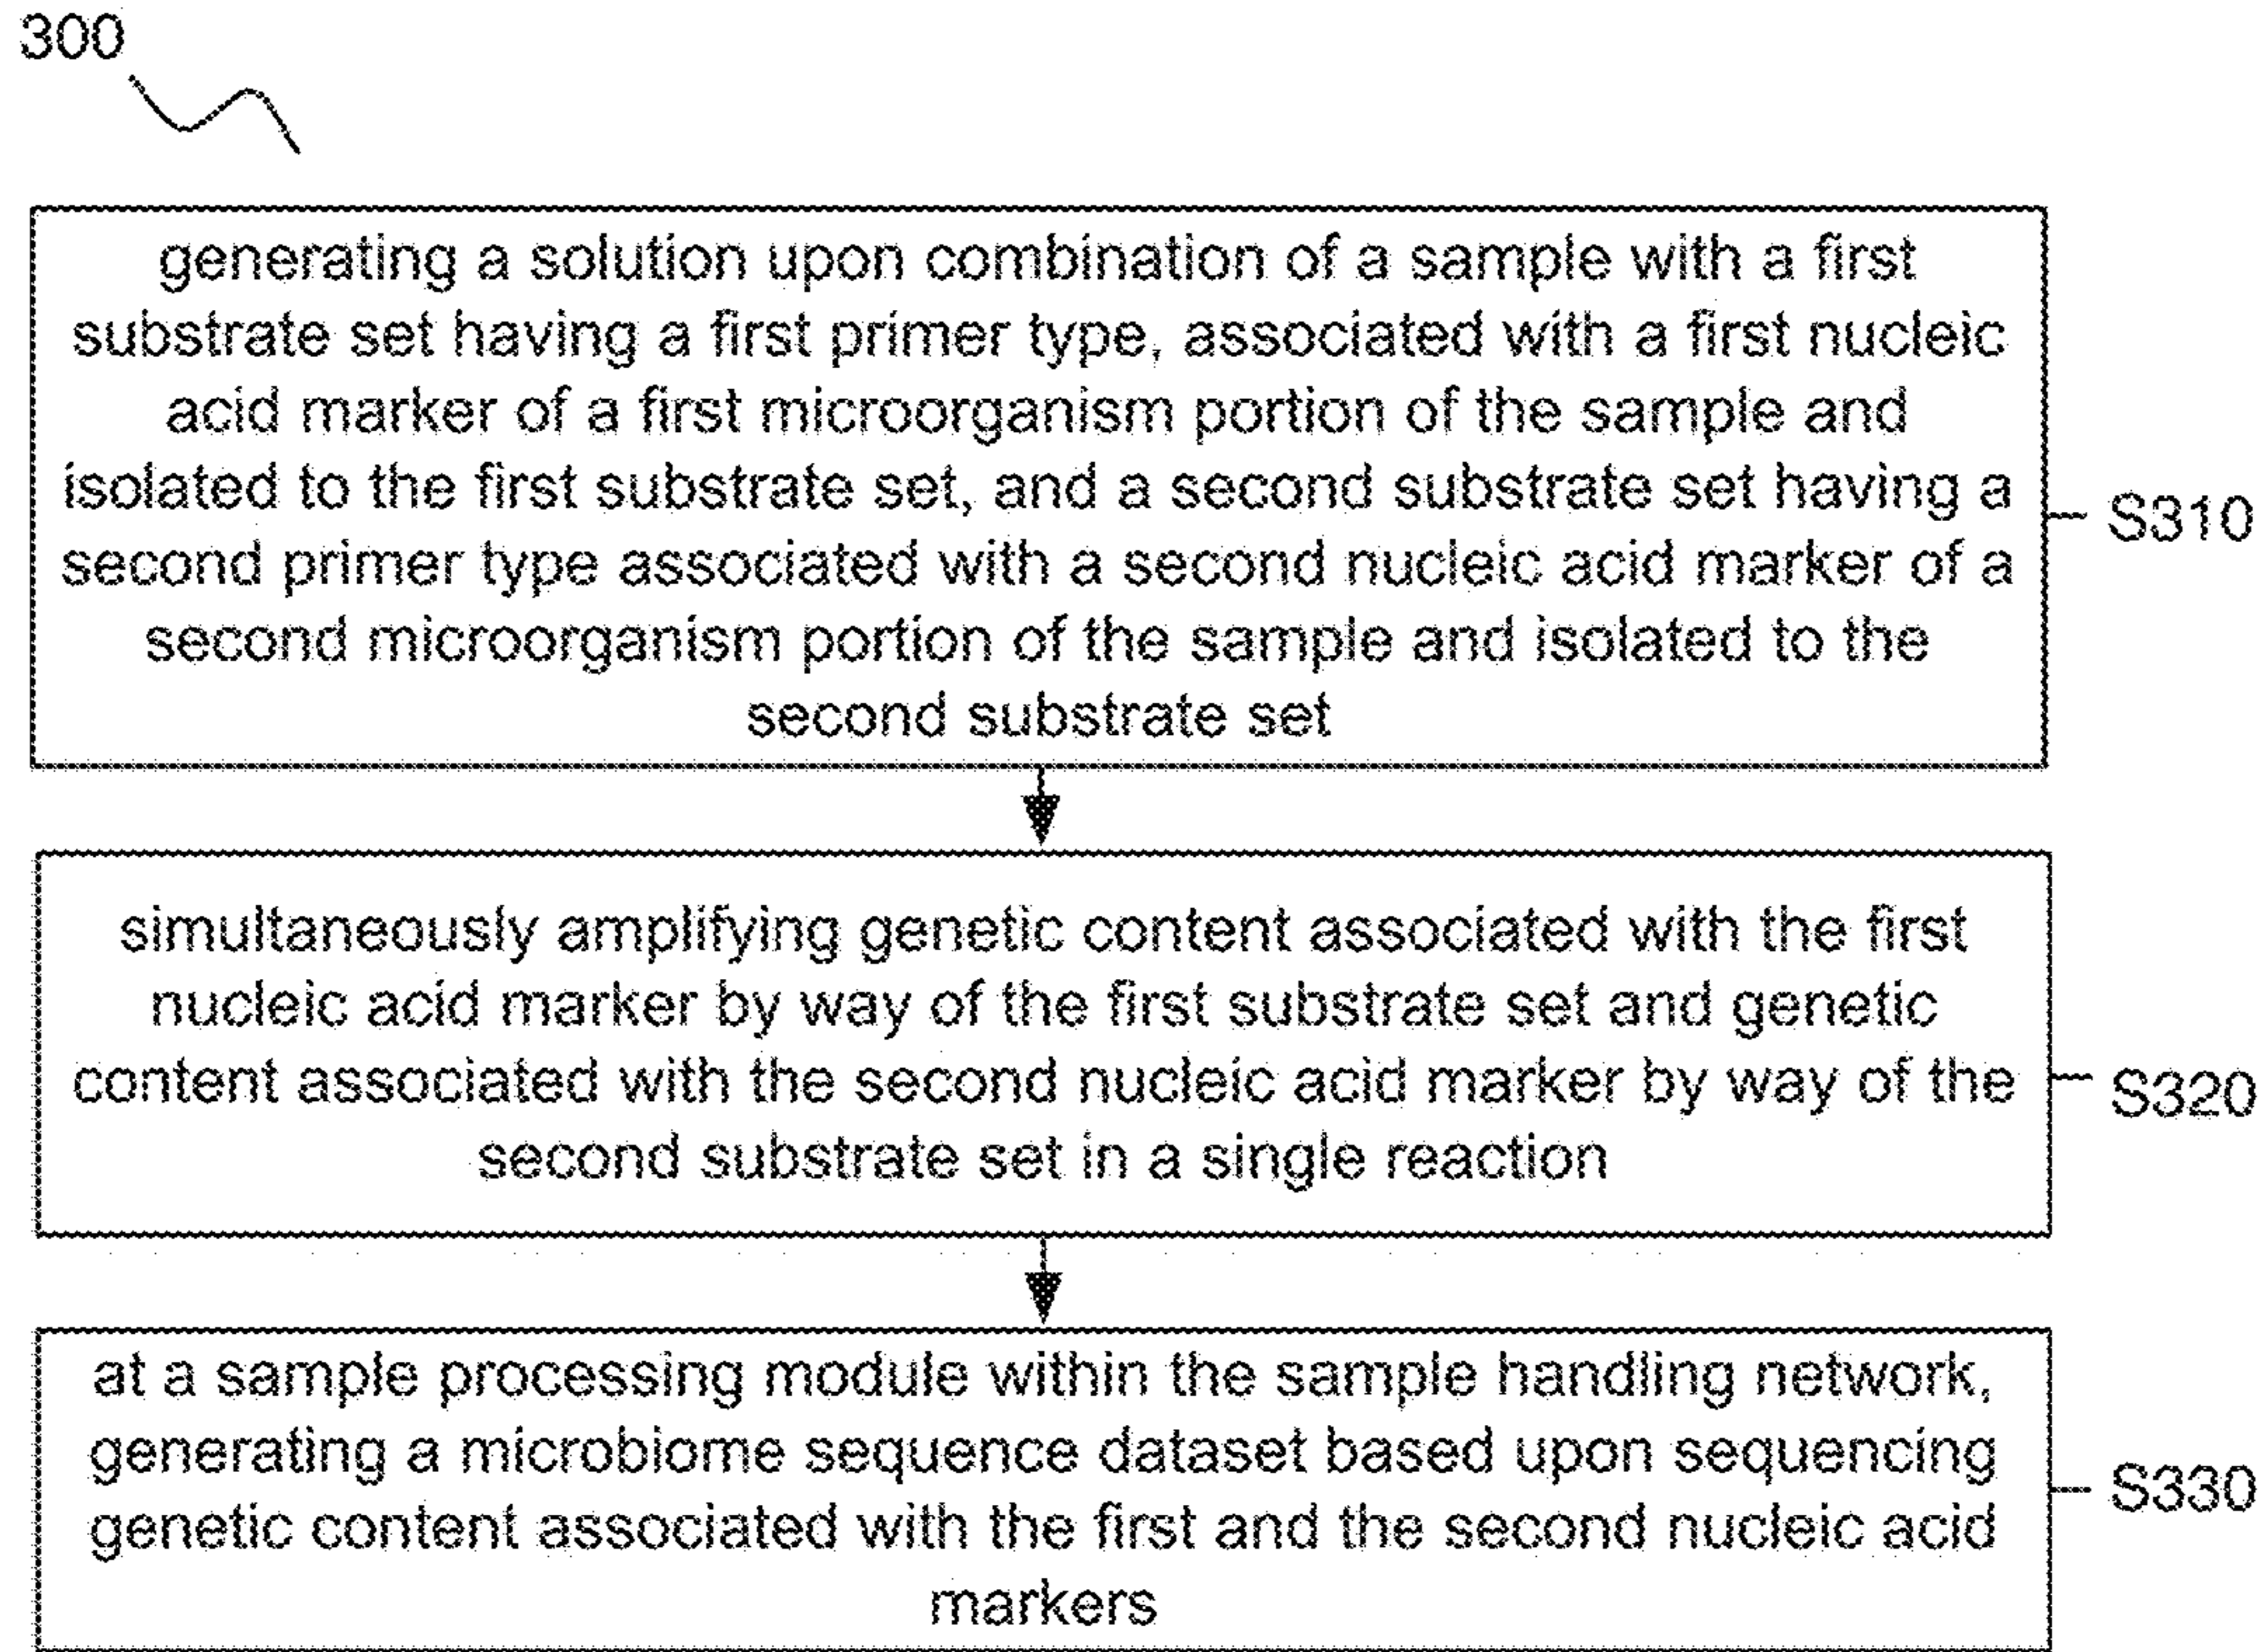 300
generating a solution upon combination of a sample with a first
substrate set having a first primer type, associated with a first nucleic
acid marker of a first microorganism portion of the sample and
isolated to the first substrate set, and a second substrate set having a
second primer type associated with a second nucleic acid marker of a
second microorganism portion of the sample and isolated to the
second substrate set
S310
simultaneously amplifying genetic content associated with the first
nucleic acid marker by way of the first substrate set and genetic
content associated with the second nucleic acid marker by way of the
second substrate set in a single reaction
S320
at a sample processing module within the sample handling network,
generating a microbiome sequence dataset based upon sequencing
genetic content associated with the first and the second nucleic acid
markers
S330